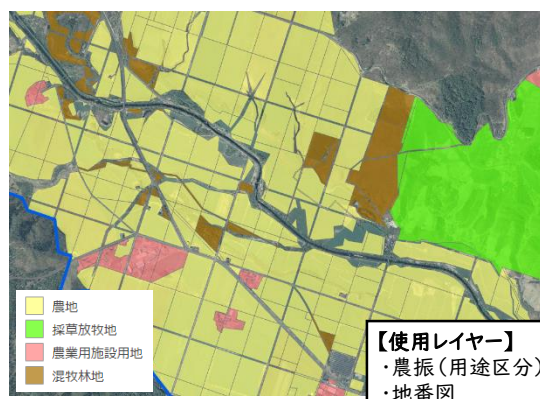 農地
採草放牧地
農業用施設用地
混牧林地
【使用レイヤー】
・農振(用途区分)
・地番図